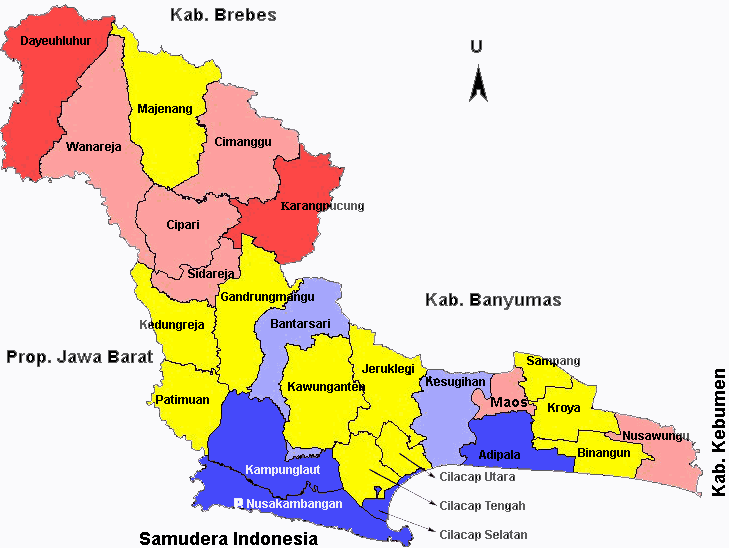 Kab. Brebes
Dayeuhluhur
U
Majenang
Wanareja
Cimanggu
Karangpucung
Cipari
Sidareja
Gandrungmangu
Kab. Banyumas
Kedungreja
Bantarsari
Prop. Jawa Barat
Sampang
Jeruklegi
Kesugihan
Kawunganten
Patimuan
Maos
Kroya
Nusawungu
Kab. Kebumen
Adipala
Binangun
Kampunglaut
Cilacap Utara
P Nusakambangan
Cilacap Tengah
Cilacap Selatan
Samudera Indonesia